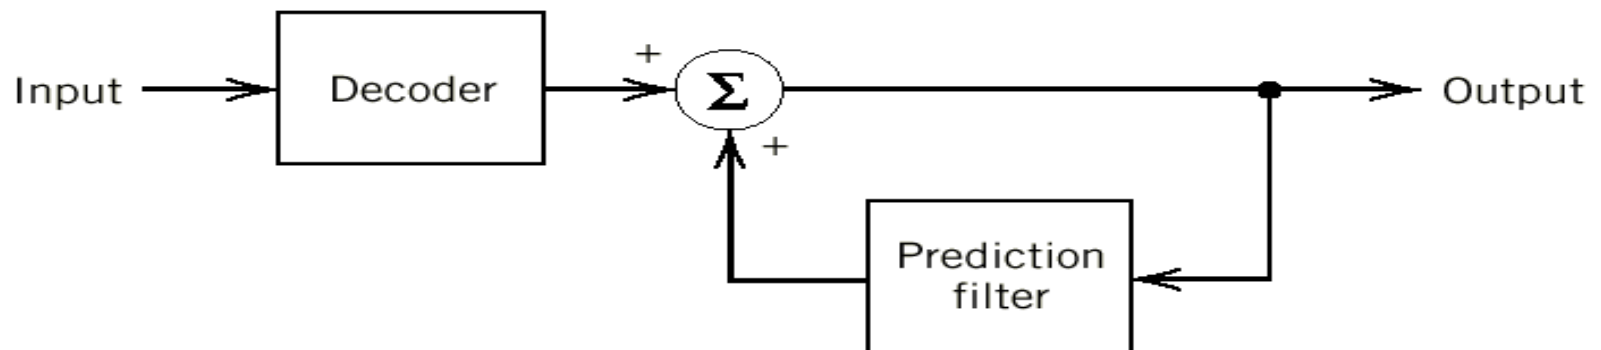 Input
Decoder
+
Σ
Output
+
Prediction
filter